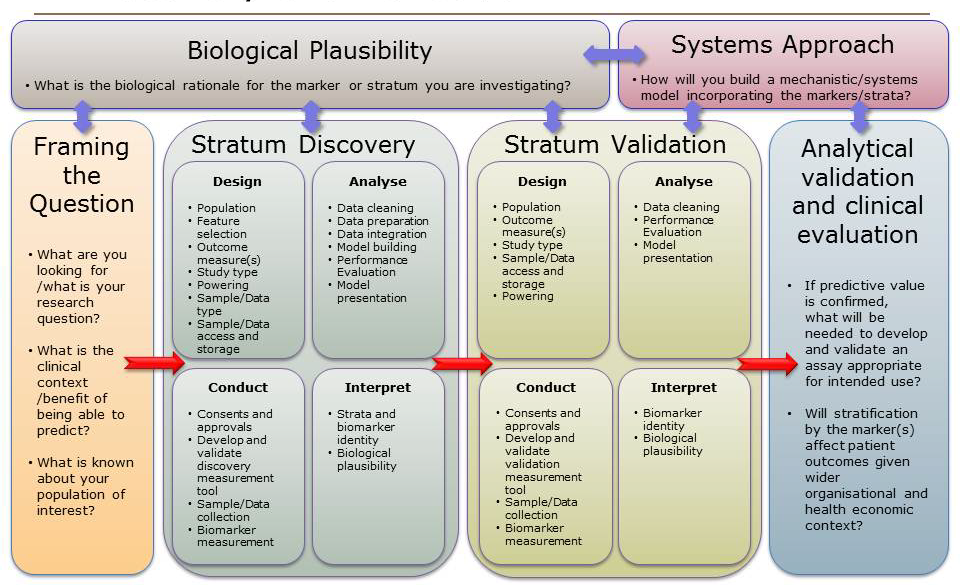 Biological Plausibility
• What is the biological rationale for the marker or stratum you are investigating?
Systems Approach
• How will you build a mechanistic/systems
model incorporating the markers/strata?
Framing
the
Question
• What are you
looking for
/what is your
research
question?
• What is the
clinical
context
/benefit of
being able to
predict?
• What is known
about your
population of
interest?
Stratum Discovery
Design
• Population
• Feature
selection
• Outcome
measure(s)
• Study type
• Powering
• Sample/Data
type
• Sample/Data
access and
storage
Analyse
• Data cleaning
• Data preparation
• Data integration
• Model building
• Performance
Evaluation
• Model
presentation
Conduct
• Consents and
approvals
• Develop and
validate
discovery
measurement
tool
• Sample/Data
collection
• Biomarker
measurement
Interpret
• Strata and
biomarker
identity
• Biological
plausibility
Stratum Validation
Design
• Population
• Outcome
measure(s)
• Study type
• Sample/Data
access and
storage
• Powering
Analyse
• Data cleaning
• Performance
Evaluation
• Model
presentation
Conduct
• Consents and
approvals
• Develop and
validate
validation
measurement
tool
• Sample/Data
collection
• Biomarker
measurement
Interpret
• Biomarker
identity
• Biological
plausibility
Analytical
validation
and clinical
evaluation
• If predictive value
is confirmed,
what will be
needed to develop
and validate an
assay appropriate
for intended use?
• Will stratification
by the marker(s)
affect patient
outcomes given
wider
organisational and
health economic
context?